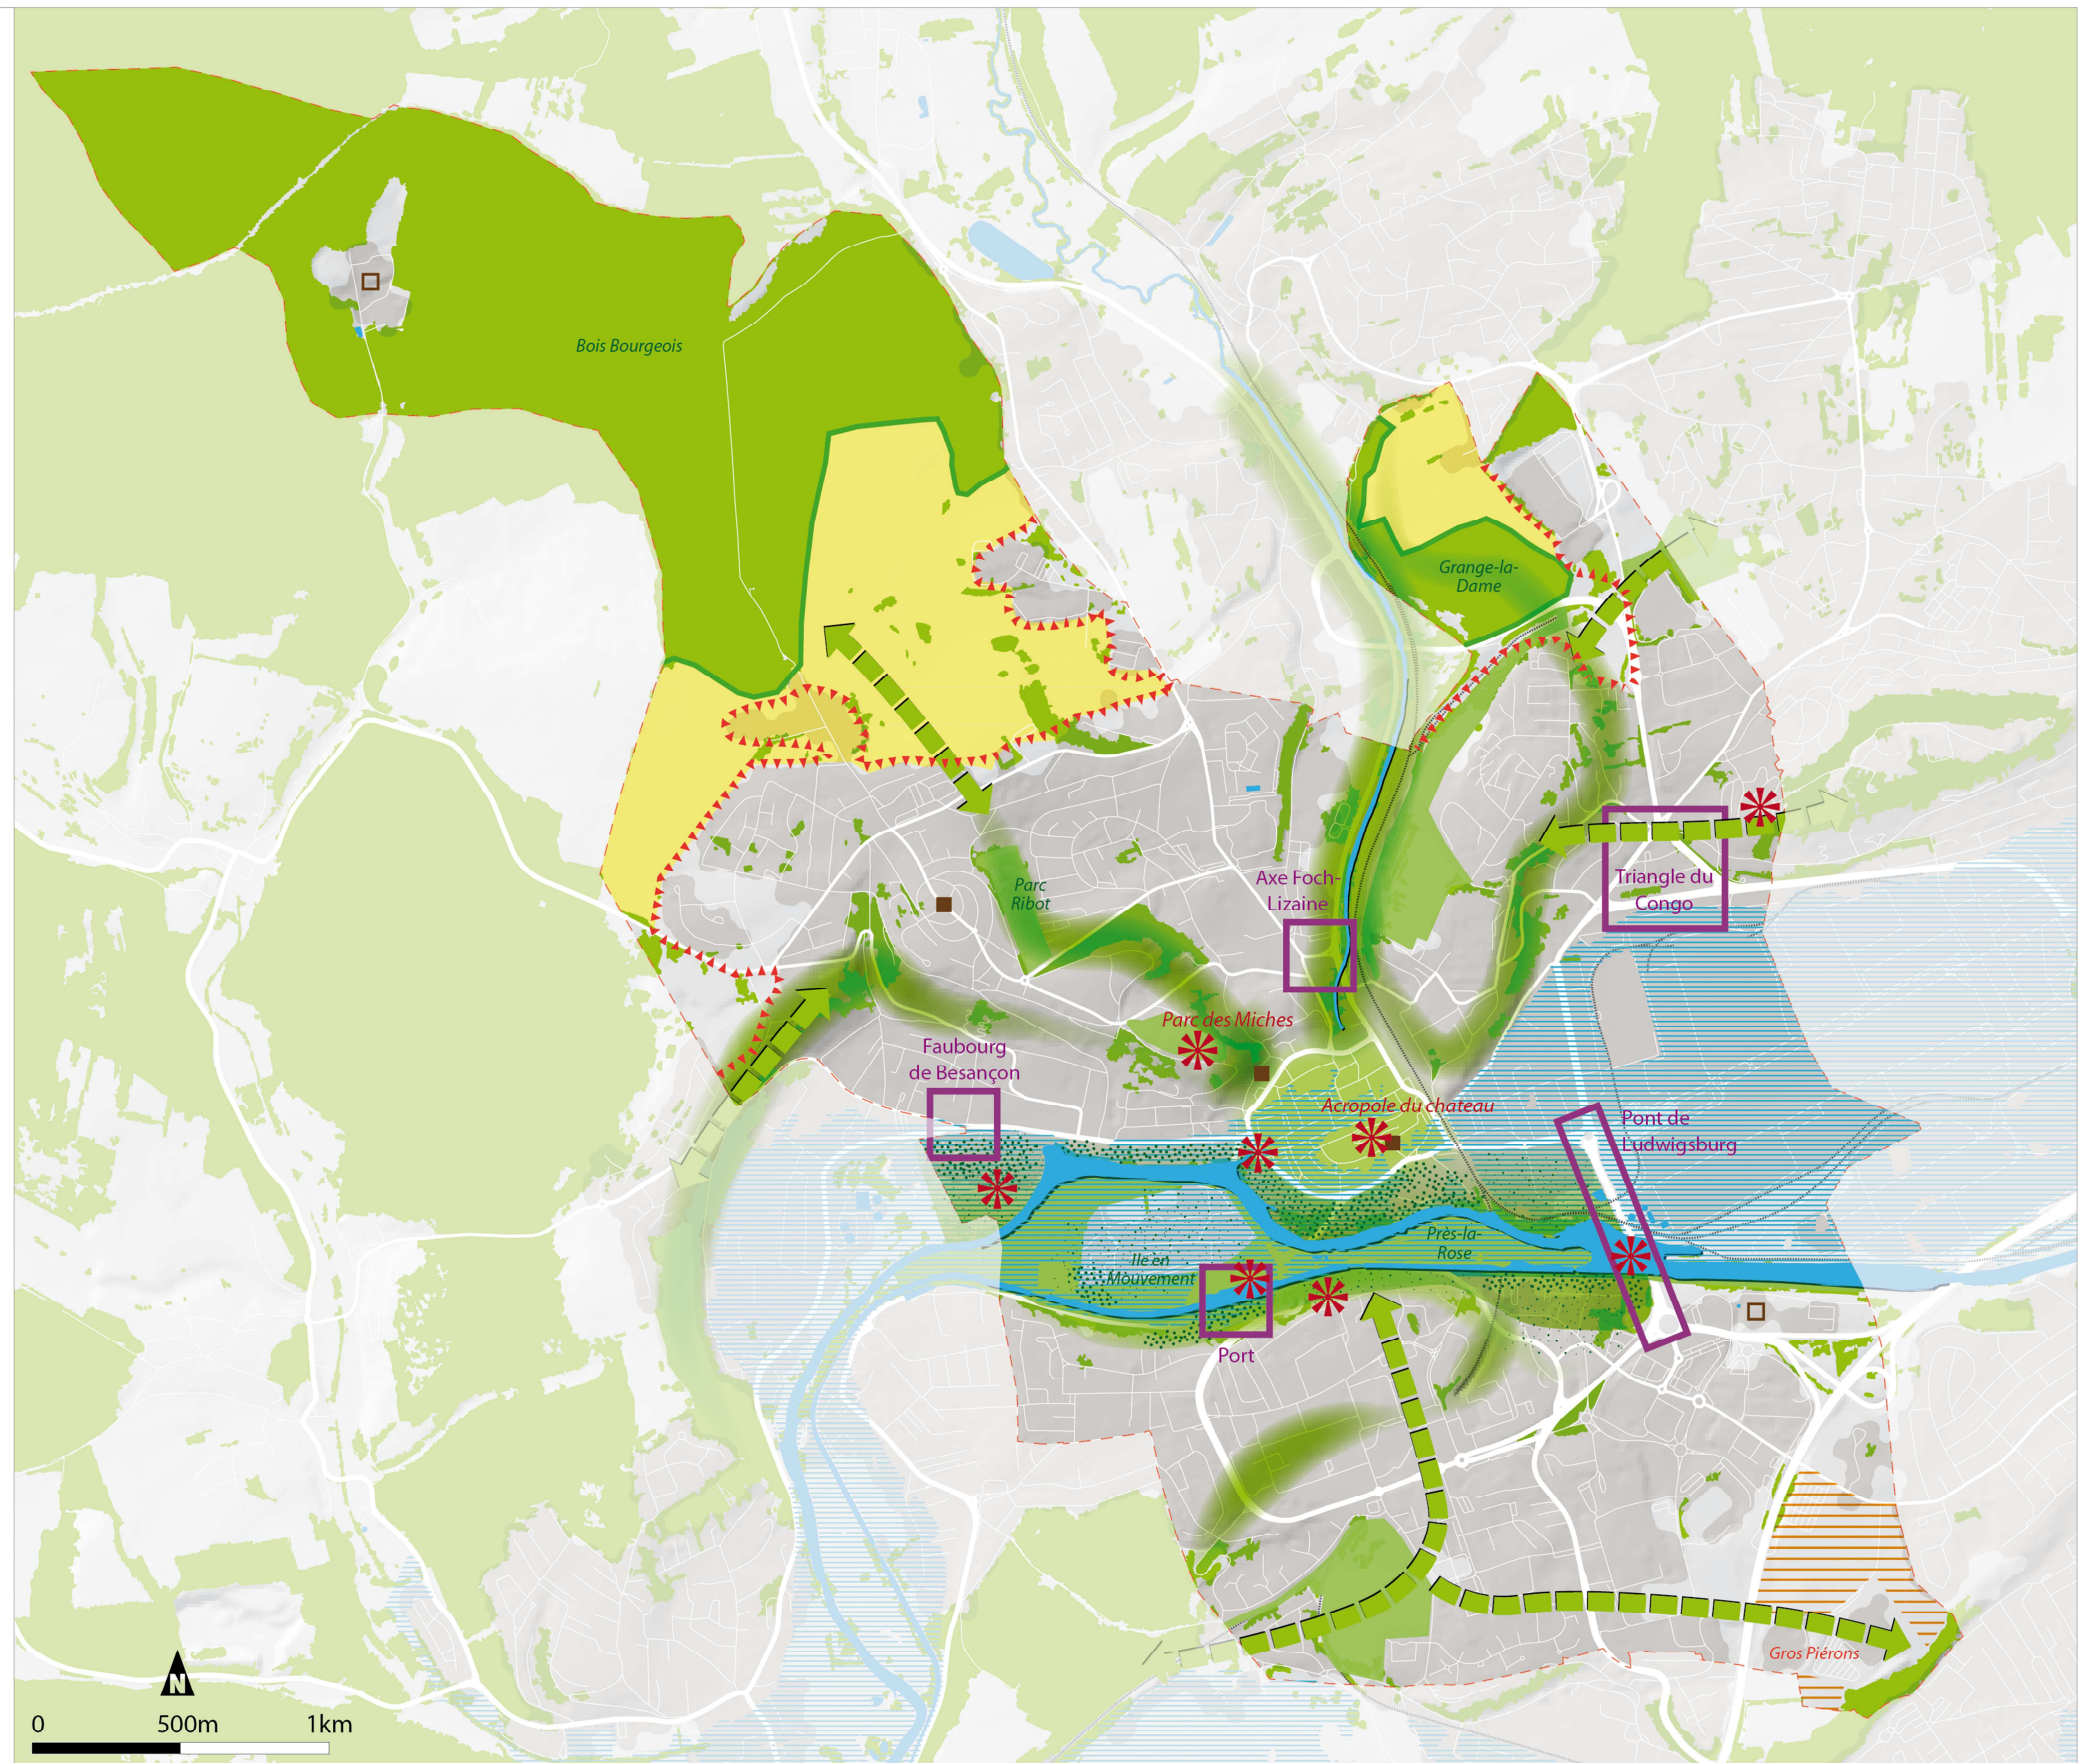 Bois Bourgeois
Grange-la-
Dame
Parc
Ribot
Axe Foch-
Lizaine
Triangle du
Congo
Parc des Miches
Faubourg
de Besançon
Acropole du chateau
Pont de
Ludwigsburg
Près-la-
Rose
Ile en
Mouvement
Port
Gros Piérons
N
0 500m 1km